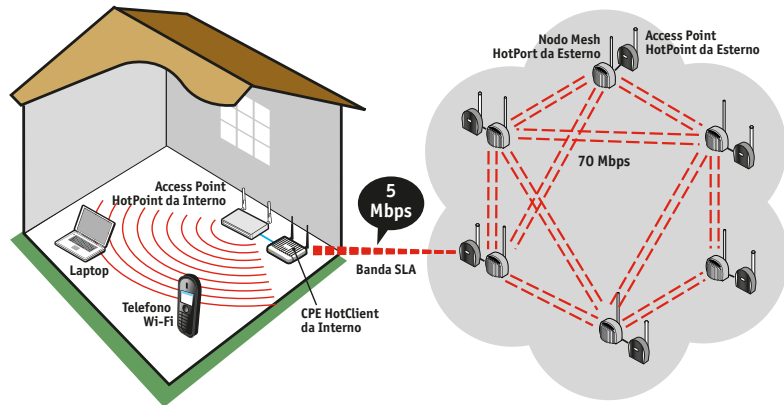 Nodo Mesh
HotPort da Esterno
Access Point
HotPoint da Esterno
70 Mbps
Access Point
HotPoint da Interno
5
Mbps
Banda SLA
Laptop
Telefono
Wi-Fi
CPE HotClient
da Interno